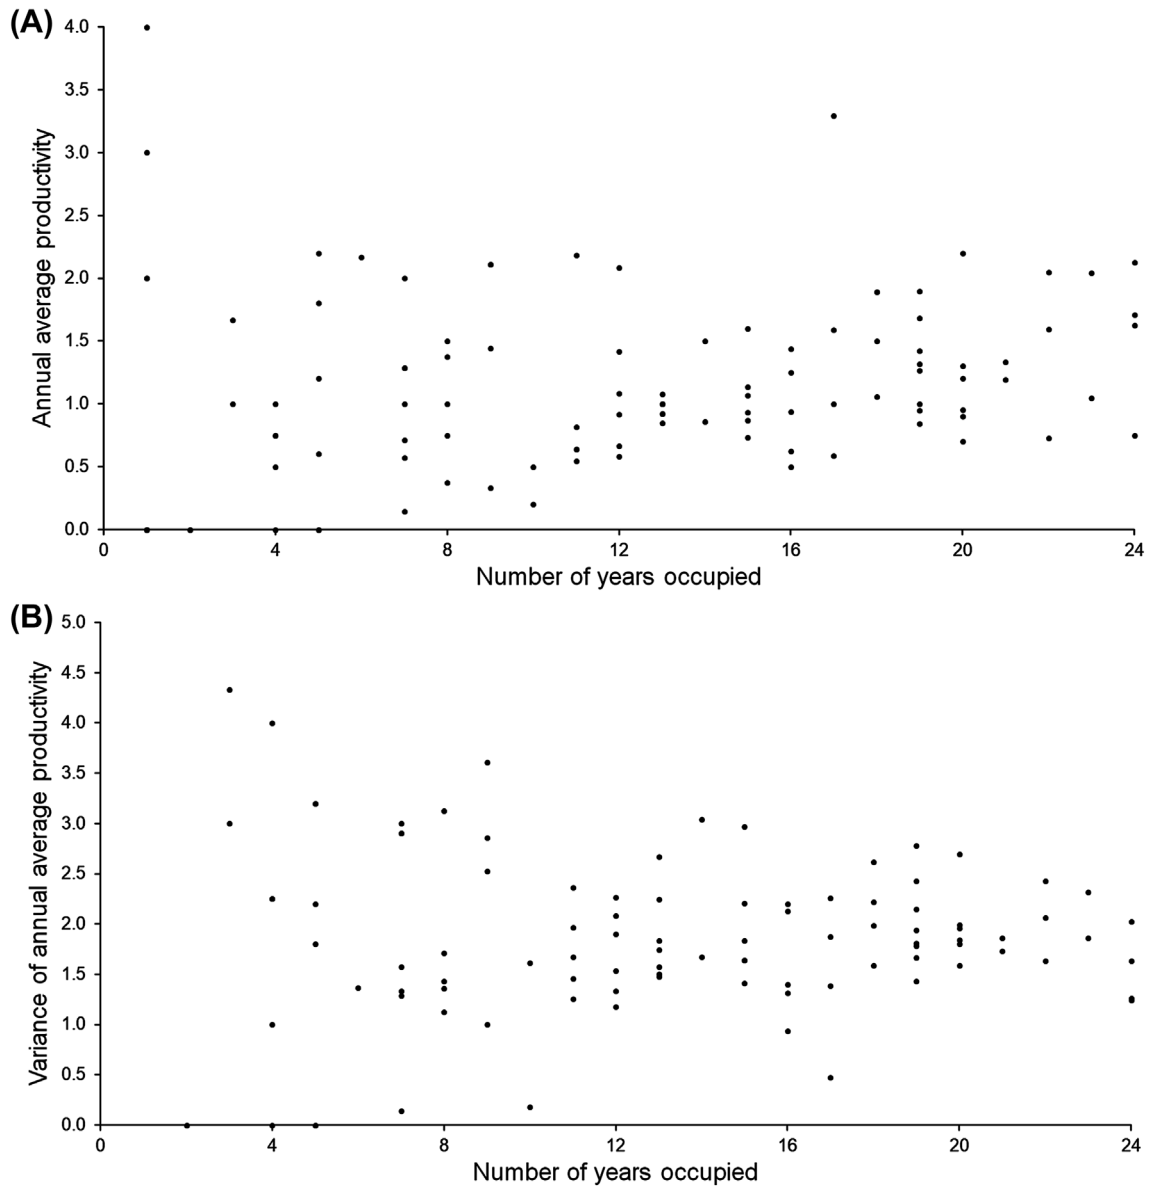 (A)
4.0
3.5
3.0
2.5
2.0
1.5
1.0
0.5
0.0
Annual average productivity
0 4 8 12 16 20 24
Number of years occupied
(B)
5.0
4.5
4.0
3.5
3.0
2.5
2.0
1.5
1.0
0.5
0.0
Variance of annual average productivity
0 4 8 12 16 20 24
Number of years occupied